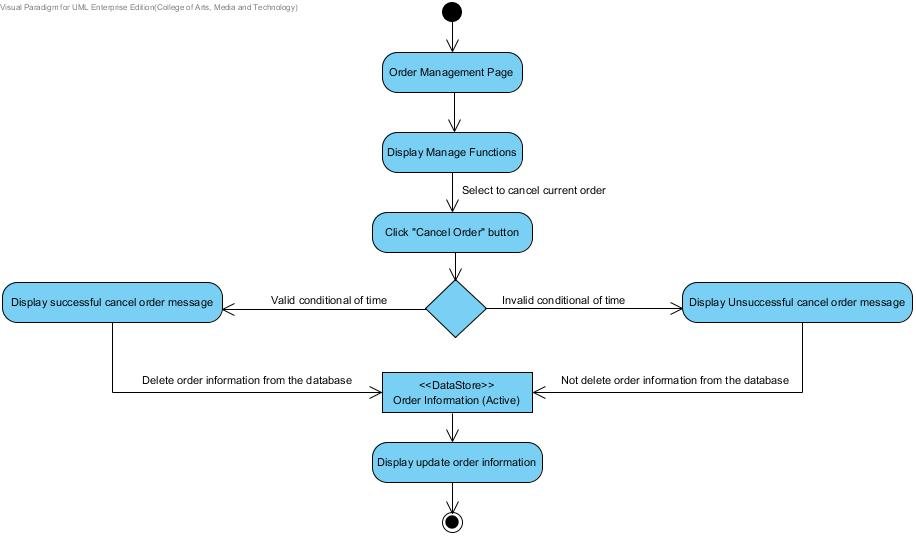 Visual Paradigm for UML Enterprise Edition(College of Arts, Media and Technology)
Order Management Page
Display Manage Functions
Select to cancel current order
Click "Cancel Order" button
Display successful cancel order message
Valid conditional of time
Invalid conditional of time
Display Unsuccessful cancel order message
Delete order information from the database
<<DataStore>>
Order Information (Active)
Not delete order information from the database
Display update order information